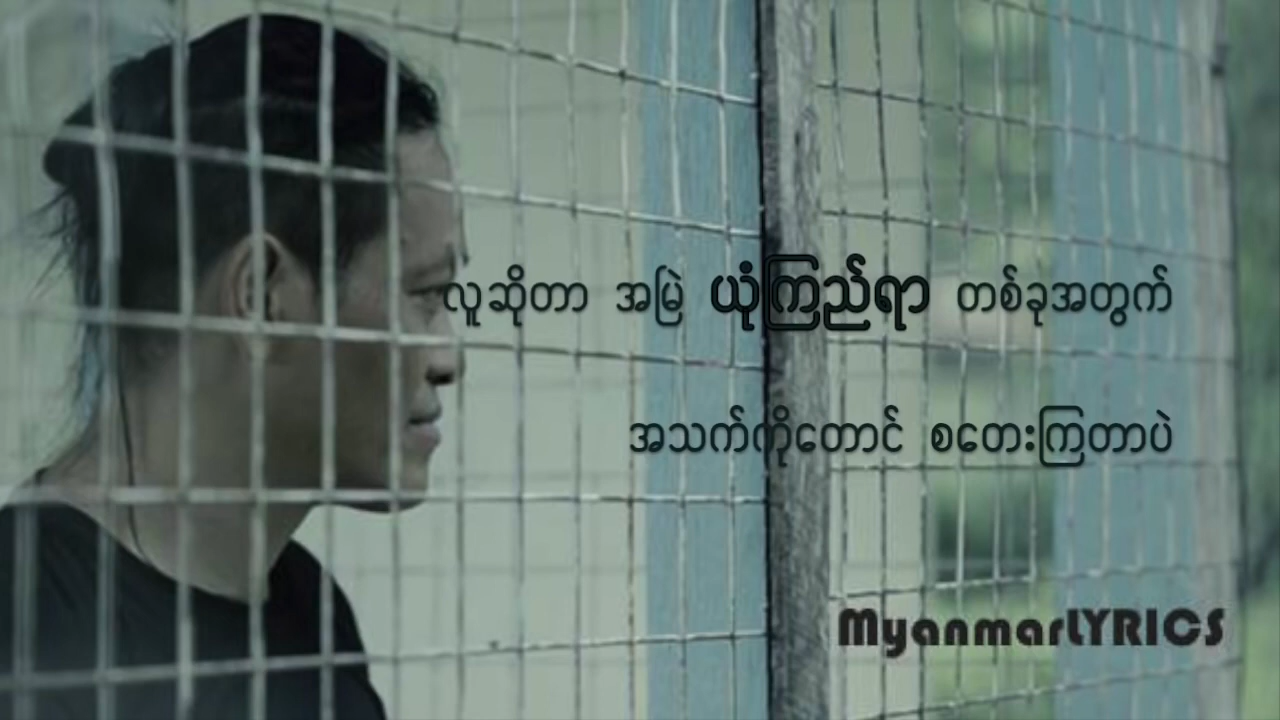 လူဆိုတာ အမြဲ ယုံကြည်ရာ တစ်ခုအတွက်
အသက်ကိုတောင် စတေးကြတာပဲ
MyanmarLYRICS